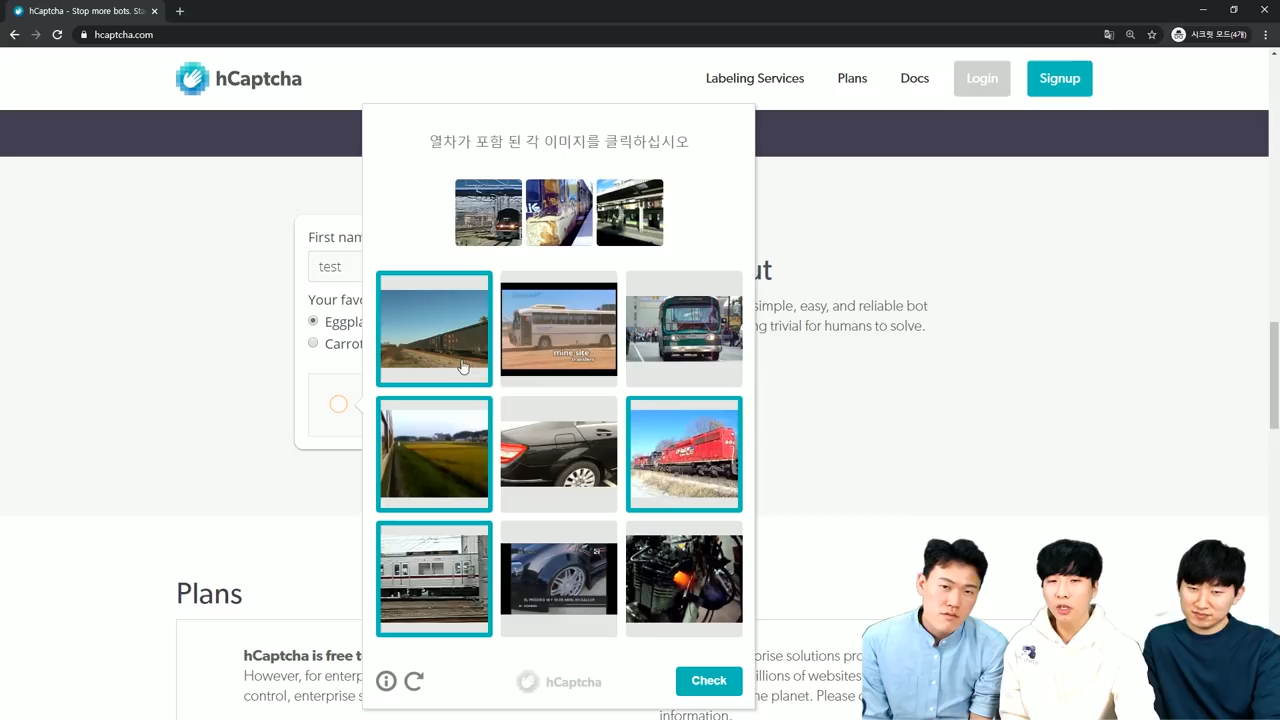 hCaptcha - Stop more bots. Sta
hcaptcha.com
시크릿 모드(4개)
hCaptcha
Labeling Services
Plans
Docs
Login
Signup
열차가 포함 된 각 이미지를 클릭하십시오
First nam
test
Your favo
Eggpla
Carrot
ut
simple, easy, and reliable bot
ng trivial for humans to solve.
mine site
transfers
Plans
hCaptcha
Check
hCaptcha is free t
However, for enterp
control, enterprise s
prise solutions pro
illions of websites
he planet. Please
information.